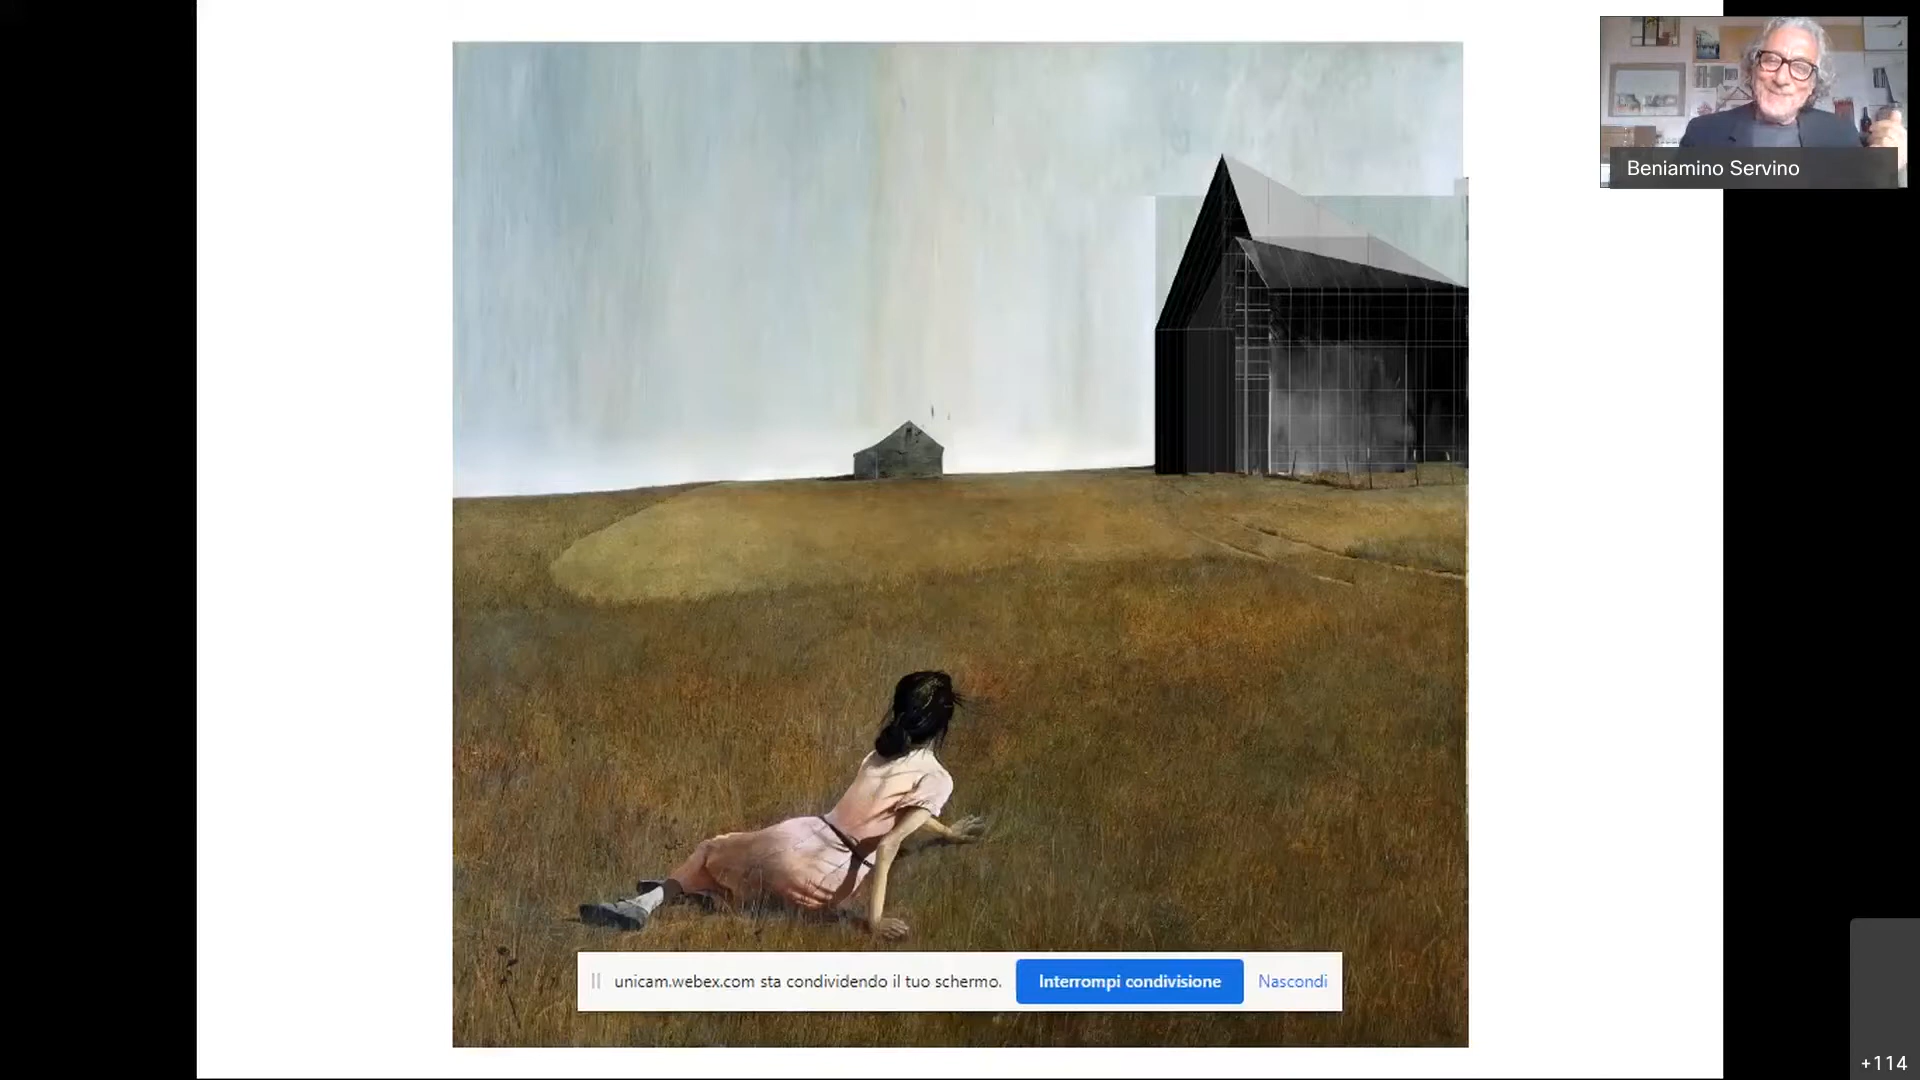 Beniamino Servino
unicam.webex.com sta condividendo il tuo schermo. Interrompi condivisione Nascondi
+114